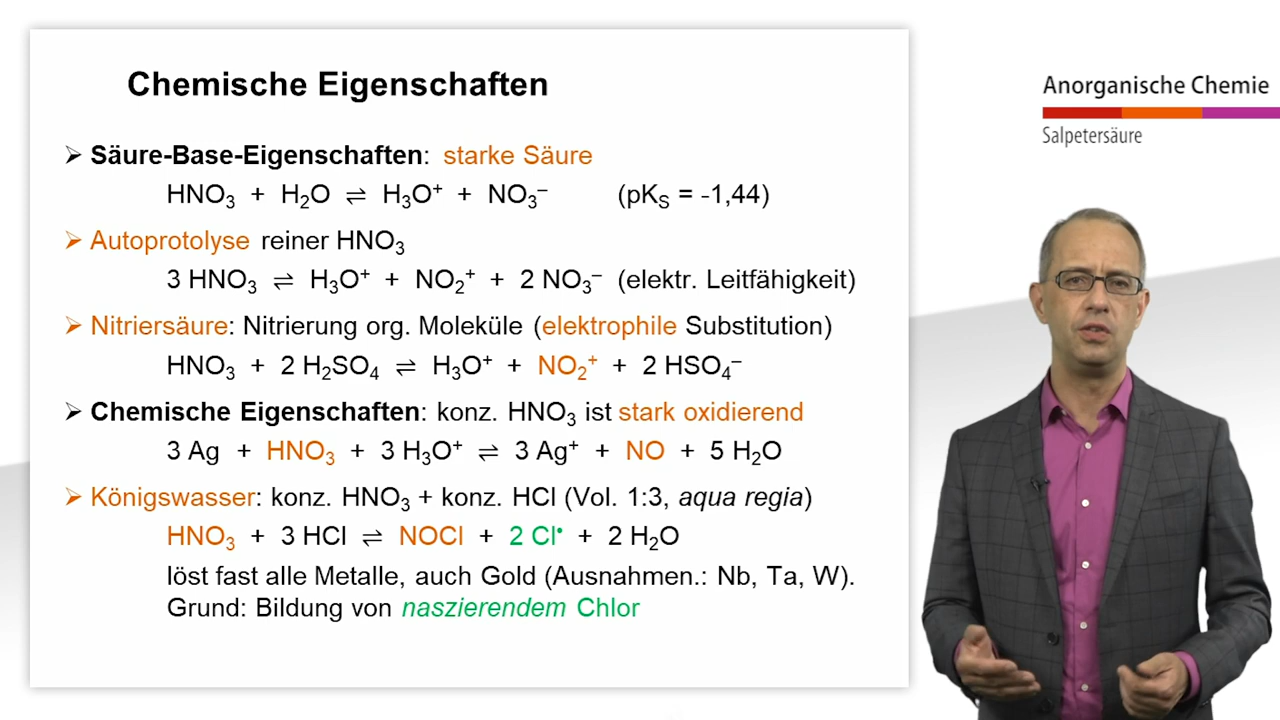 Chemische Eigenschaften
Anorganische Chemie
Salpetersäure
➢ Säure-Base-Eigenschaften: starke Säure
HNO₃ + H₂O ⇌ H₃O⁺ + NO₃⁻ (pKₛ = -1,44)
➢ Autoprotolyse reiner HNO₃
3 HNO₃ ⇌ H₃O⁺ + NO₂⁺ + 2 NO₃⁻ (elektr. Leitfähigkeit)
➢ Nitriersäure: Nitrierung org. Moleküle (elektrophile Substitution)
HNO₃ + 2 H₂SO₄ ⇌ H₃O⁺ + NO₂⁺ + 2 HSO₄⁻
➢ Chemische Eigenschaften: konz. HNO₃ ist stark oxidierend
3 Ag + HNO₃ + 3 H₃O⁺ ⇌ 3 Ag⁺ + NO + 5 H₂O
➢ Königswasser: konz. HNO₃ + konz. HCl (Vol. 1:3, aqua regia)
HNO₃ + 3 HCl ⇌ NOCl + 2 Cl• + 2 H₂O
löst fast alle Metalle, auch Gold (Ausnahmen.: Nb, Ta, W).
Grund: Bildung von naszierendem Chlor